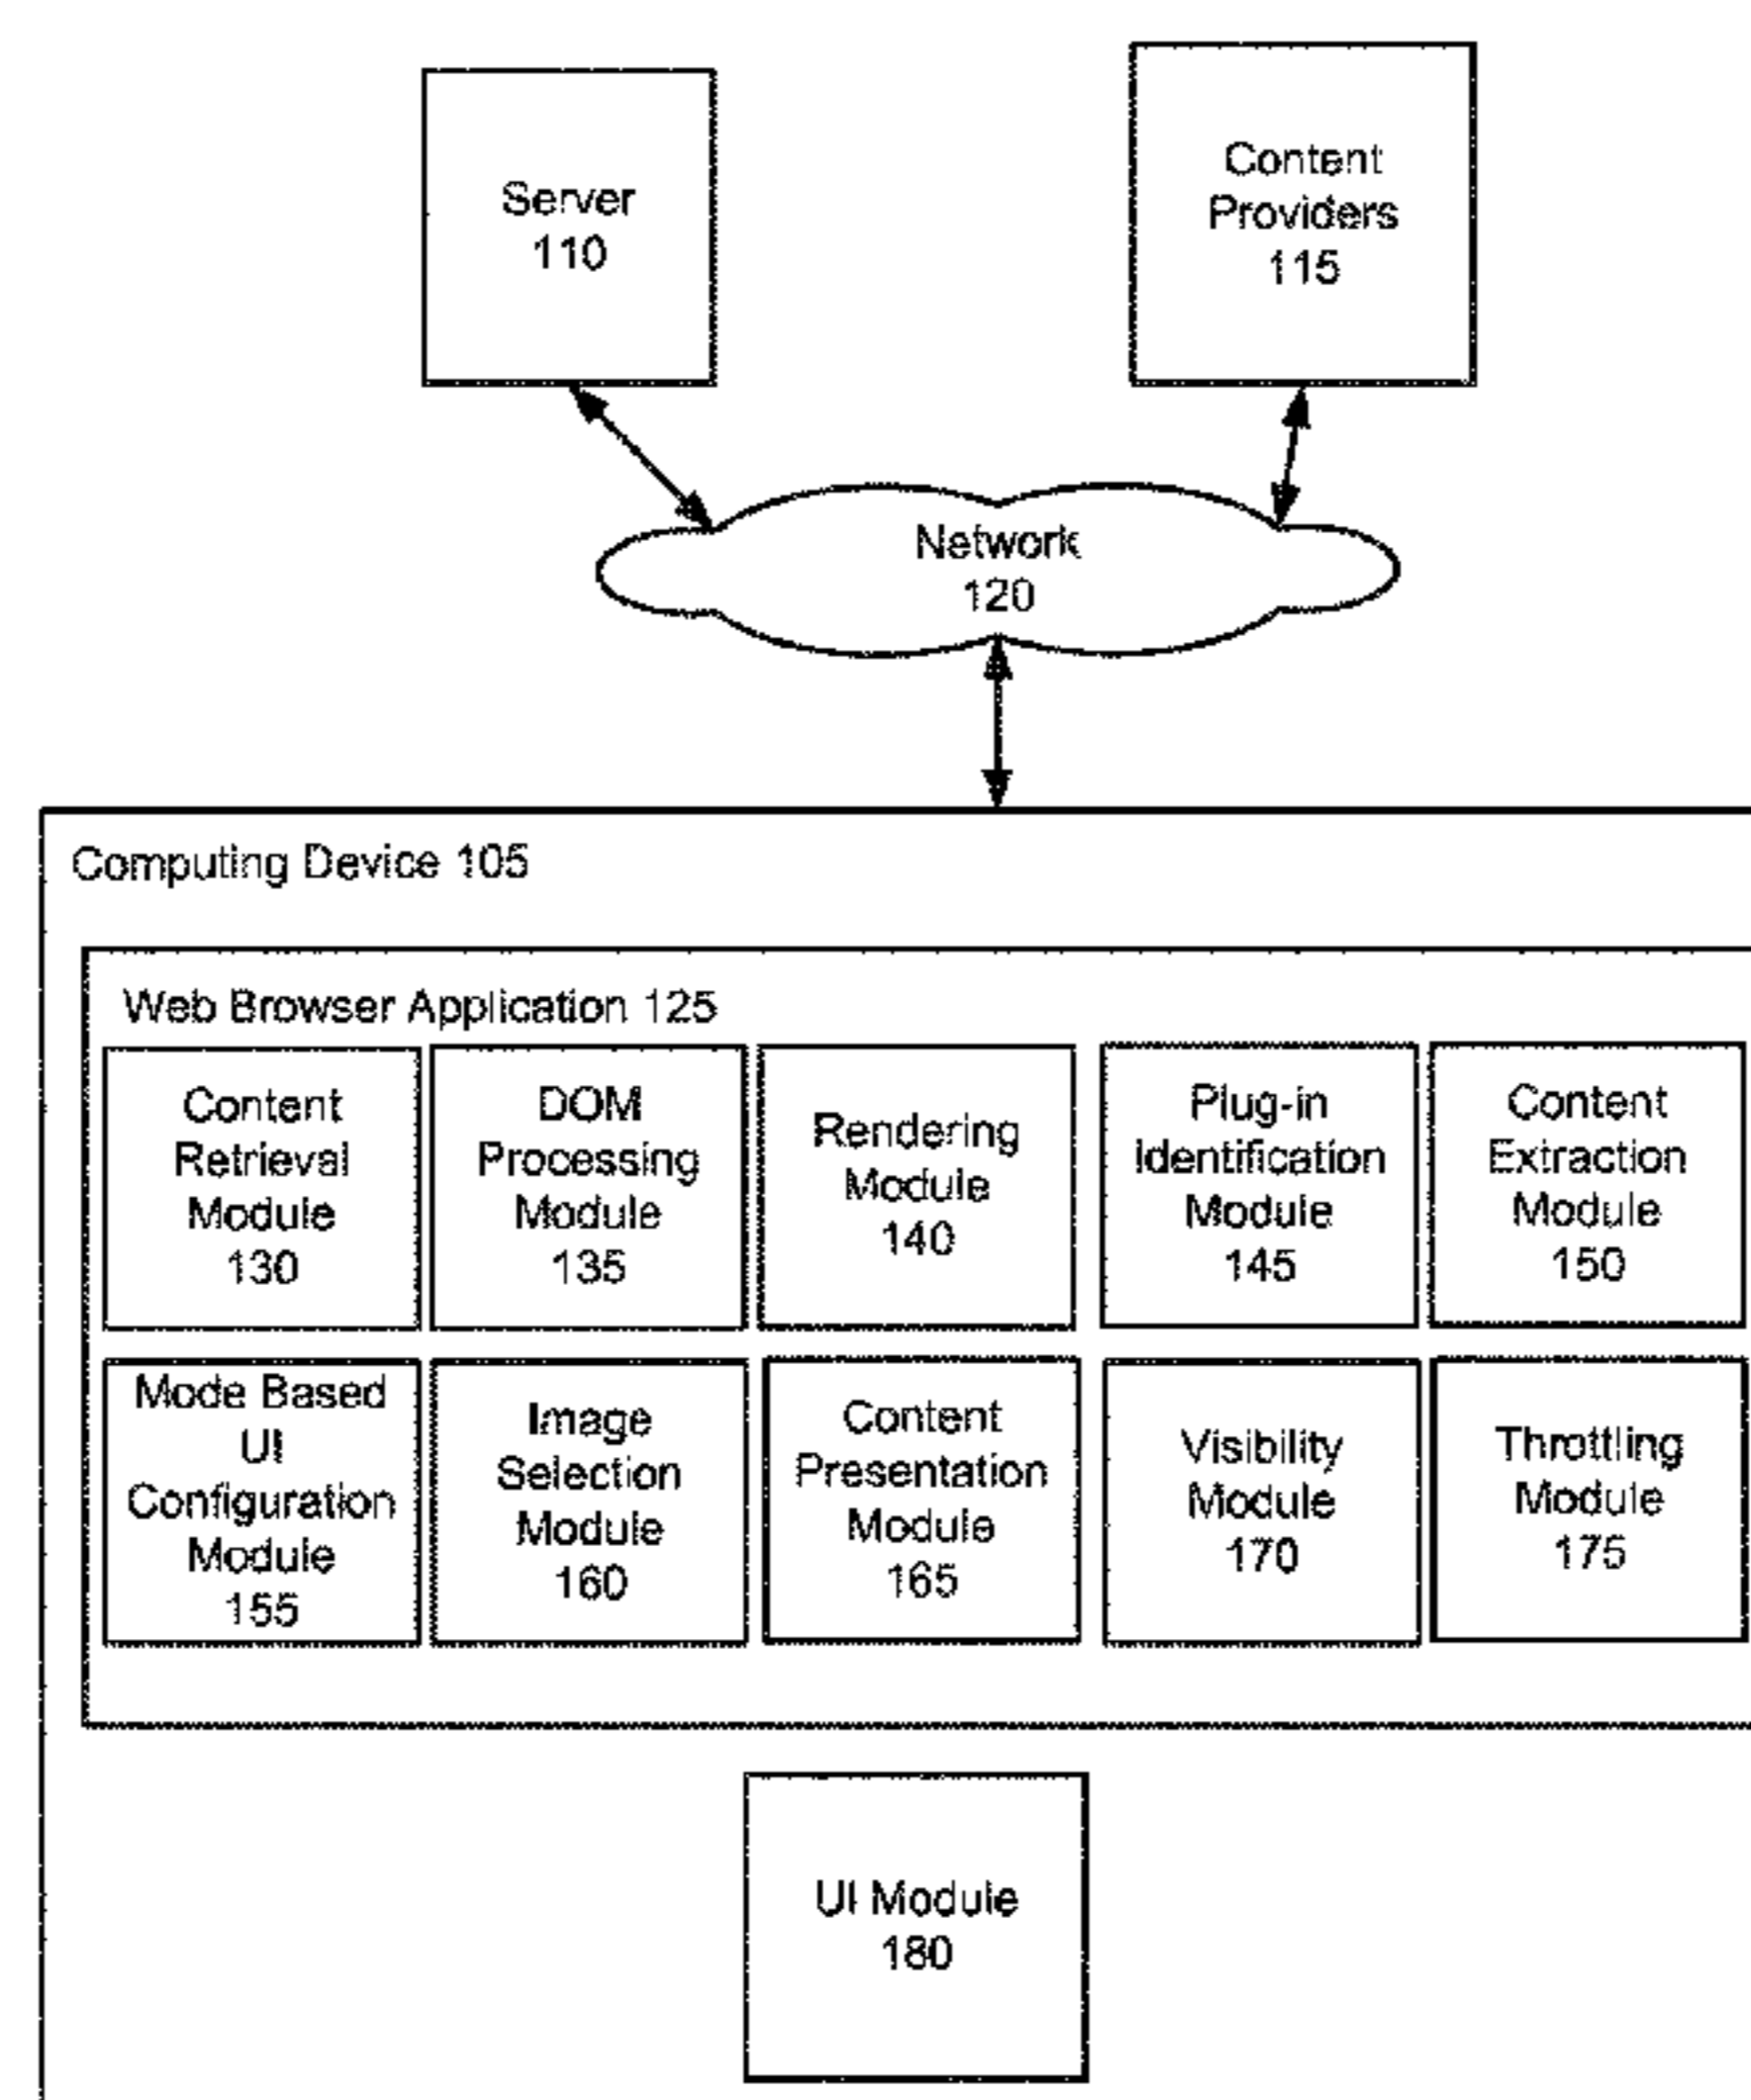 Server
110
Content
Providers
115
Network
120
Computing Device 105
Web Browser Application 125
Content
Retrieval
Module
130
DOM
Processing
Module
135
Rendering
Module
140
Plug-in
Identification
Module
145
Content
Extraction
Module
150
Mode Based
UI
Configuration
Module
155
Image
Selection
Module
160
Content
Presentation
Module
165
Visibility
Module
170
Throttling
Module
175
UI Module
180